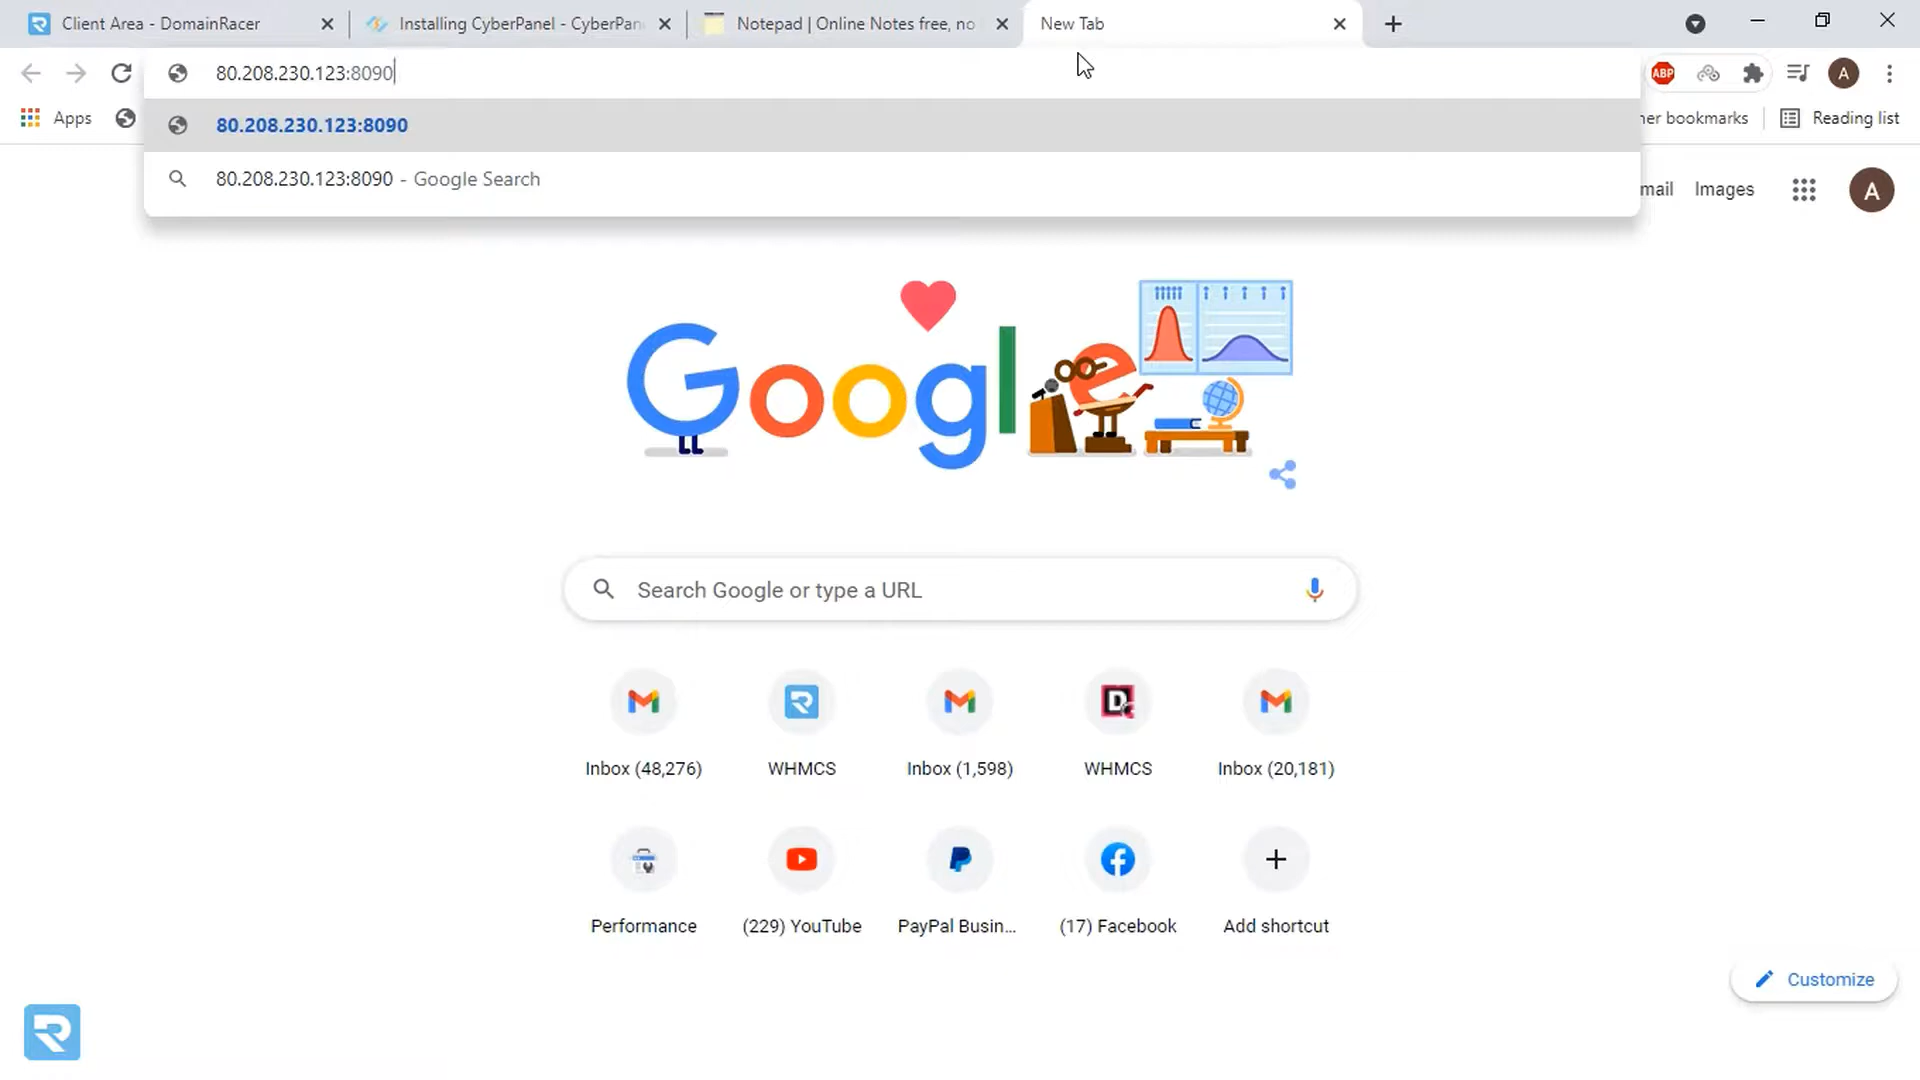 Client Area - DomainRacer
Installing CyberPanel - CyberPan
Notepad | Online Notes free, no
New Tab
80.208.230.123:8090
ABP
A
Apps
80.208.230.123:8090
her bookmarks
Reading list
80.208.230.123:8090 - Google Search
mail
Images
A
Google
Search Google or type a URL
Inbox (48,276)
WHMCS
Inbox (1,598)
WHMCS
Inbox (20,181)
Performance
(229) YouTube
PayPal Busin...
(17) Facebook
Add shortcut
Customize